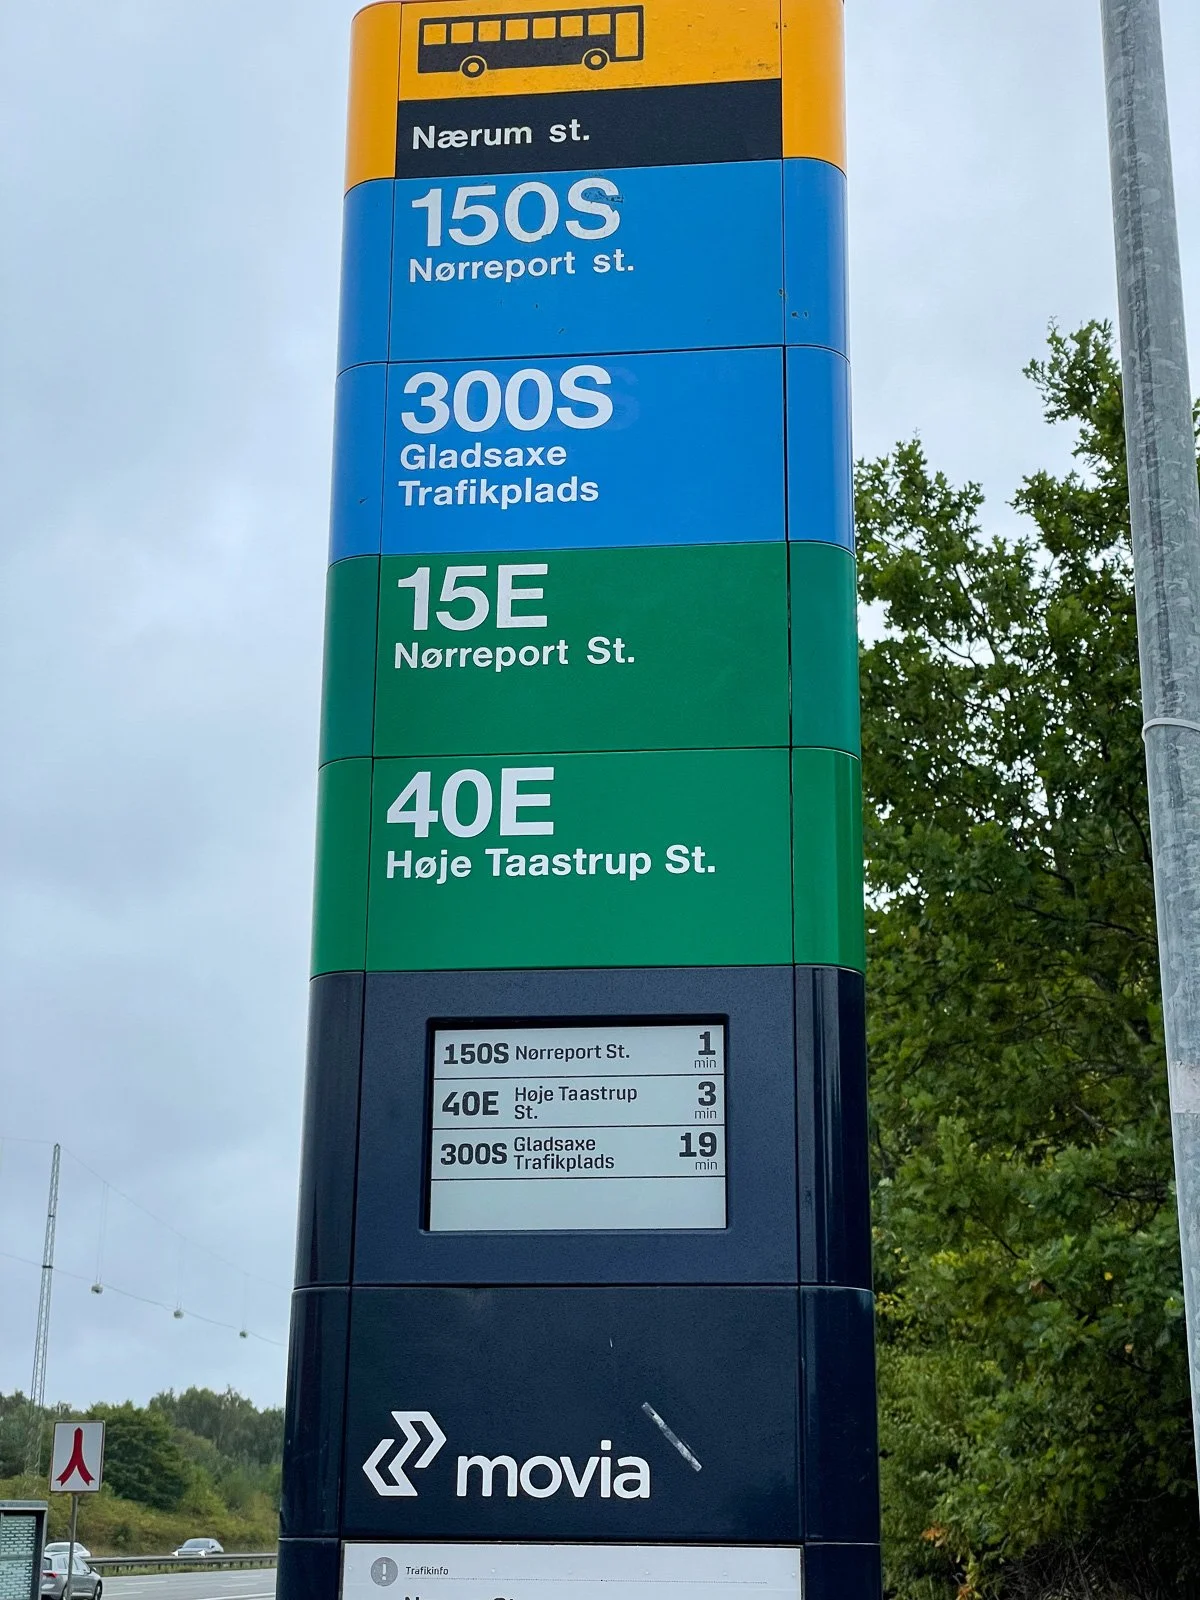 Nærum st.
150S
Nørreport st.
300S
Gladsaxe
Trafikplads
15E
Nørreport St.
40E
Høje Taastrup St.
150S Nørreport St. 1 min
40E Høje Taastrup St. 3 min
300S Gladsaxe Trafikplads 19 min
movia
Trafikinfo